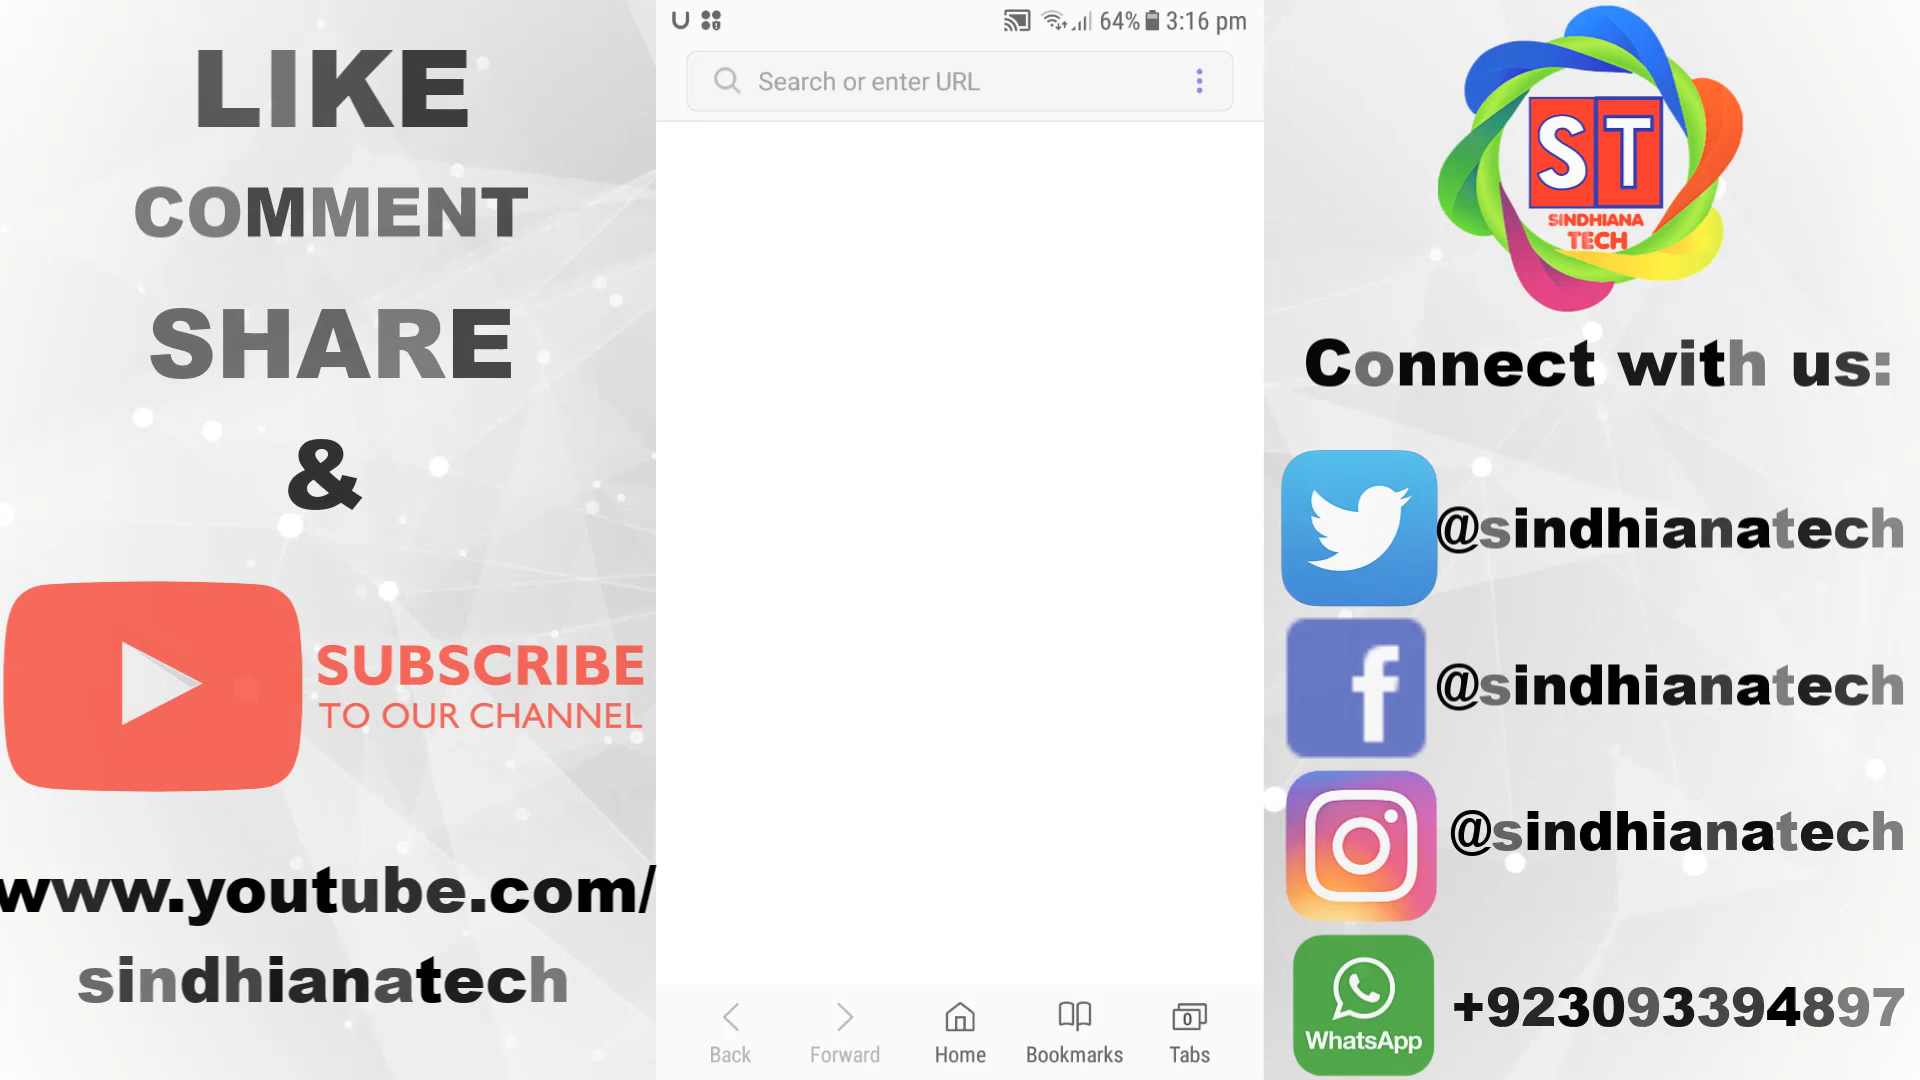 LIKE
COMMENT
SHARE
&
SUBSCRIBE
TO OUR CHANNEL
www.youtube.com/
sindhianatech
64% 3:16 pm
Search or enter URL
Back Forward Home Bookmarks 0 Tabs
ST
SINDHIANA
TECH
Connect with us:
@sindhianatech
f @sindhianatech
@sindhianatech
WhatsApp +923093394897